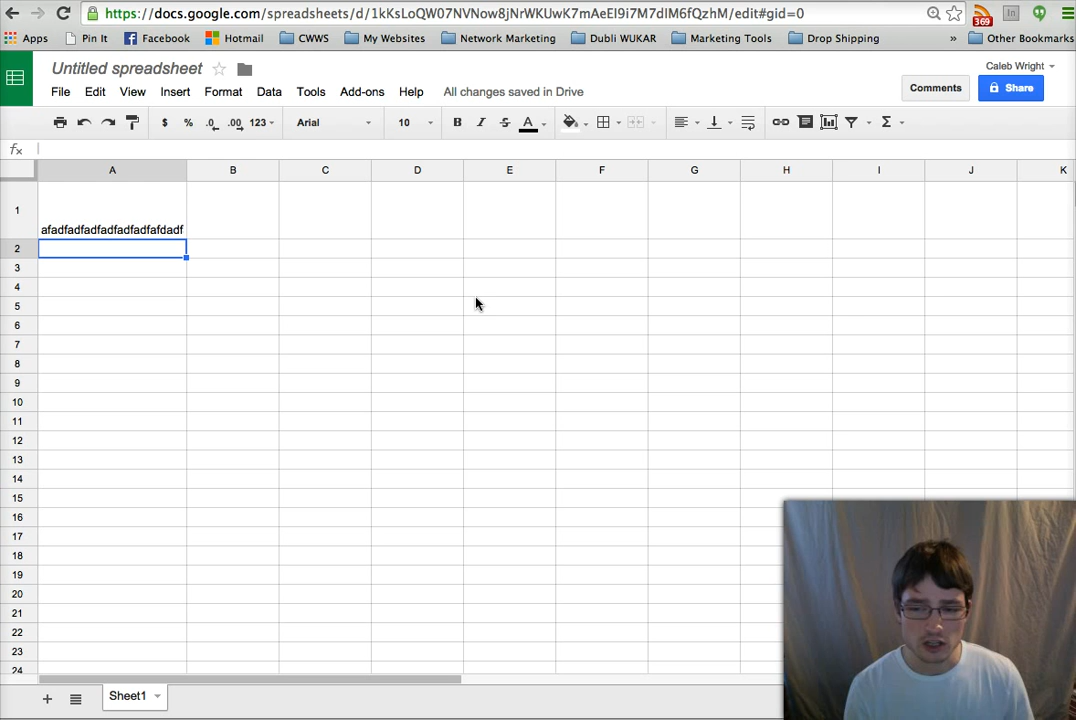 https://docs.google.com/spreadsheets/d/1kKsLoQW07NVNow8jNrWKUwK7mAeEI9i7M7dIM6fQzhM/edit#gid=0
369
In
Apps Pin It Facebook Hotmail CWWS My Websites Network Marketing Dubli WUKAR Marketing Tools Drop Shipping » Other Bookmarks
Untitled spreadsheet
Caleb Wright
File Edit View Insert Format Data Tools Add-ons Help All changes saved in Drive
Comments Share
$ % .0 .00 123 Arial 10 B I S A Σ
fx
A B C D E F G H I J K
1 afadfadfadfadfadfadfafdadf
2
3
4
5
6
7
8
9
10
11
12
13
14
15
16
17
18
19
20
21
22
23
24
+ Sheet1